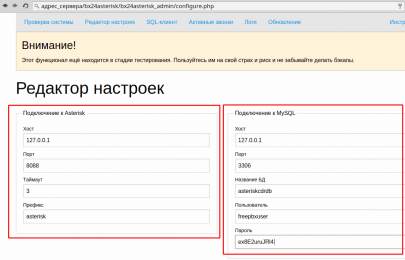 адрес_сервера/bx24asterisk/bx24asterisk_admin/configure.php
Проверка системы Редактор настроек SQL-клиент Активные звонки Логи Обновление
Внимание!
Этот функционал ещё находится в стадии тестирования. Пользуйтесь им на свой страх и риск и не забывайте делать бэкапы.
Редактор настроек
Подключение к Asterisk
Хост
127.0.0.1
Порт
8088
Таймаут
3
Префикс
asterisk
Подключение к MySQL
Хост
127.0.0.1
Порт
3306
Название БД
asteriskcdrdb
Пользователь
freepbxuser
Пароль